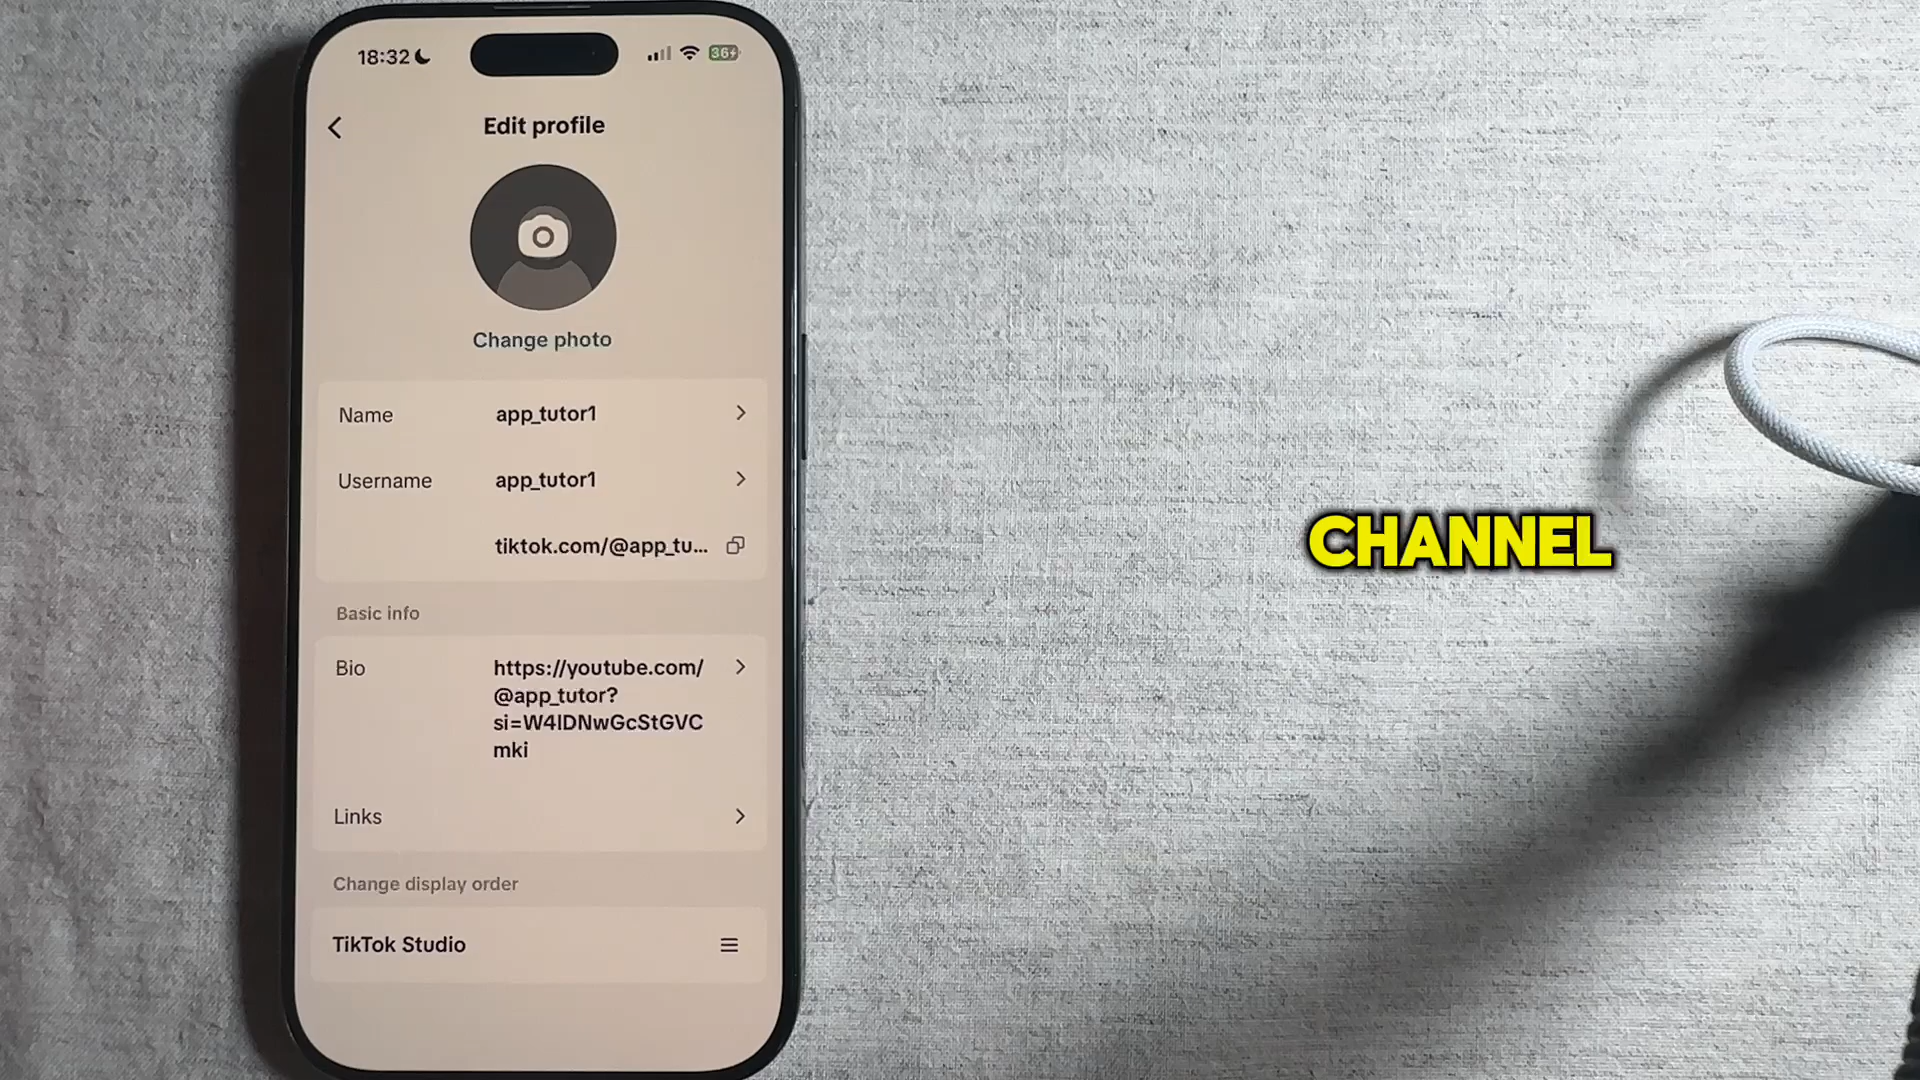 18:32
36
Edit profile
Change photo
Name app_tutor1
Username app_tutor1
tiktok.com/@app_tu...
Basic info
Bio https://youtube.com/
@app_tutor?
si=W4lDNwGcStGVC
mki
Links
Change display order
TikTok Studio
CHANNEL